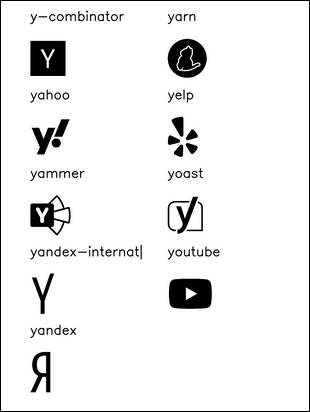 y-combinator yarn
Y
yahoo yelp
y!
yammer yoast
Y y
yandex-internat| youtube
Y
yandex
Я